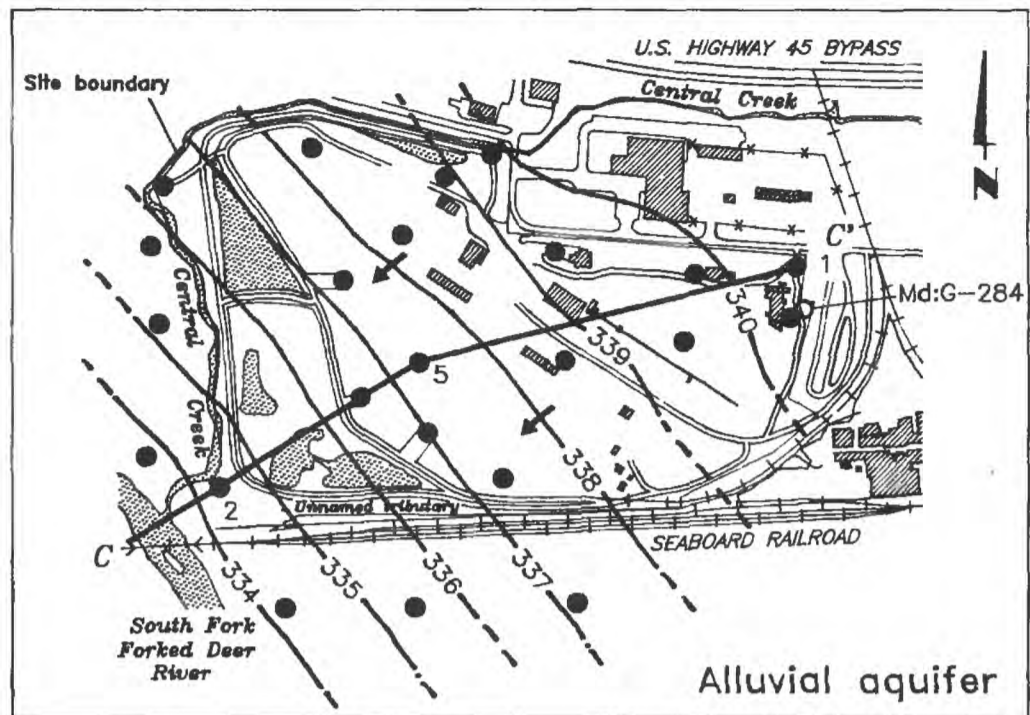 U.S. HIGHWAY 45 BYPASS
Site boundary
Central Creek
N
C'
1
Md:G-284
340
339
5
Central
Creek
338
2
Unnamed tributary
C
SEABOARD RAILROAD
334
335
336
337
South Fork
Forked Deer
River
Alluvial aquifer